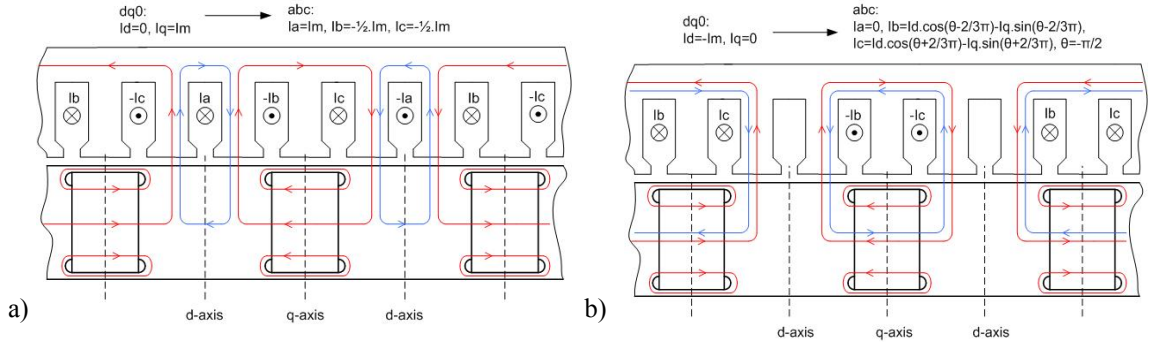 dq0:
Id=0, Iq=Im
abc:
Ia=Im, Ib=-½.Im, Ic=-½.Im
Ib -Ic Ia -Ib Ic -Ia Ib -Ic
d-axis q-axis d-axis
a)
dq0:
Id=-Im, Iq=0
abc:
Ia=0, Ib=Id.cos(θ-2/3π)-Iq.sin(θ-2/3π),
Ic=Id.cos(θ+2/3π)-Iq.sin(θ+2/3π), θ=-π/2
Ib Ic -Ib -Ic Ib Ic
d-axis q-axis d-axis
b)